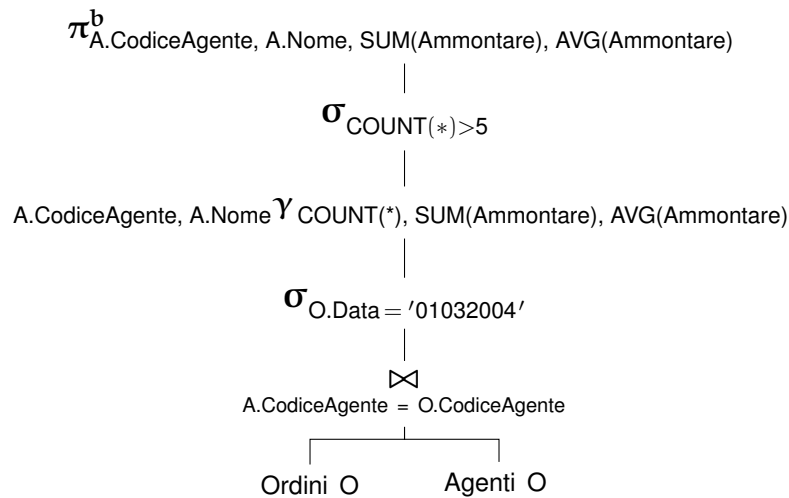 π^b A.CodiceAgente, A.Nome, SUM(Ammontare), AVG(Ammontare)
σ COUNT(∗)>5
A.CodiceAgente, A.Nome γ COUNT(*), SUM(Ammontare), AVG(Ammontare)
σ O.Data = ′01032004′
⋈
A.CodiceAgente = O.CodiceAgente
Ordini O Agenti O